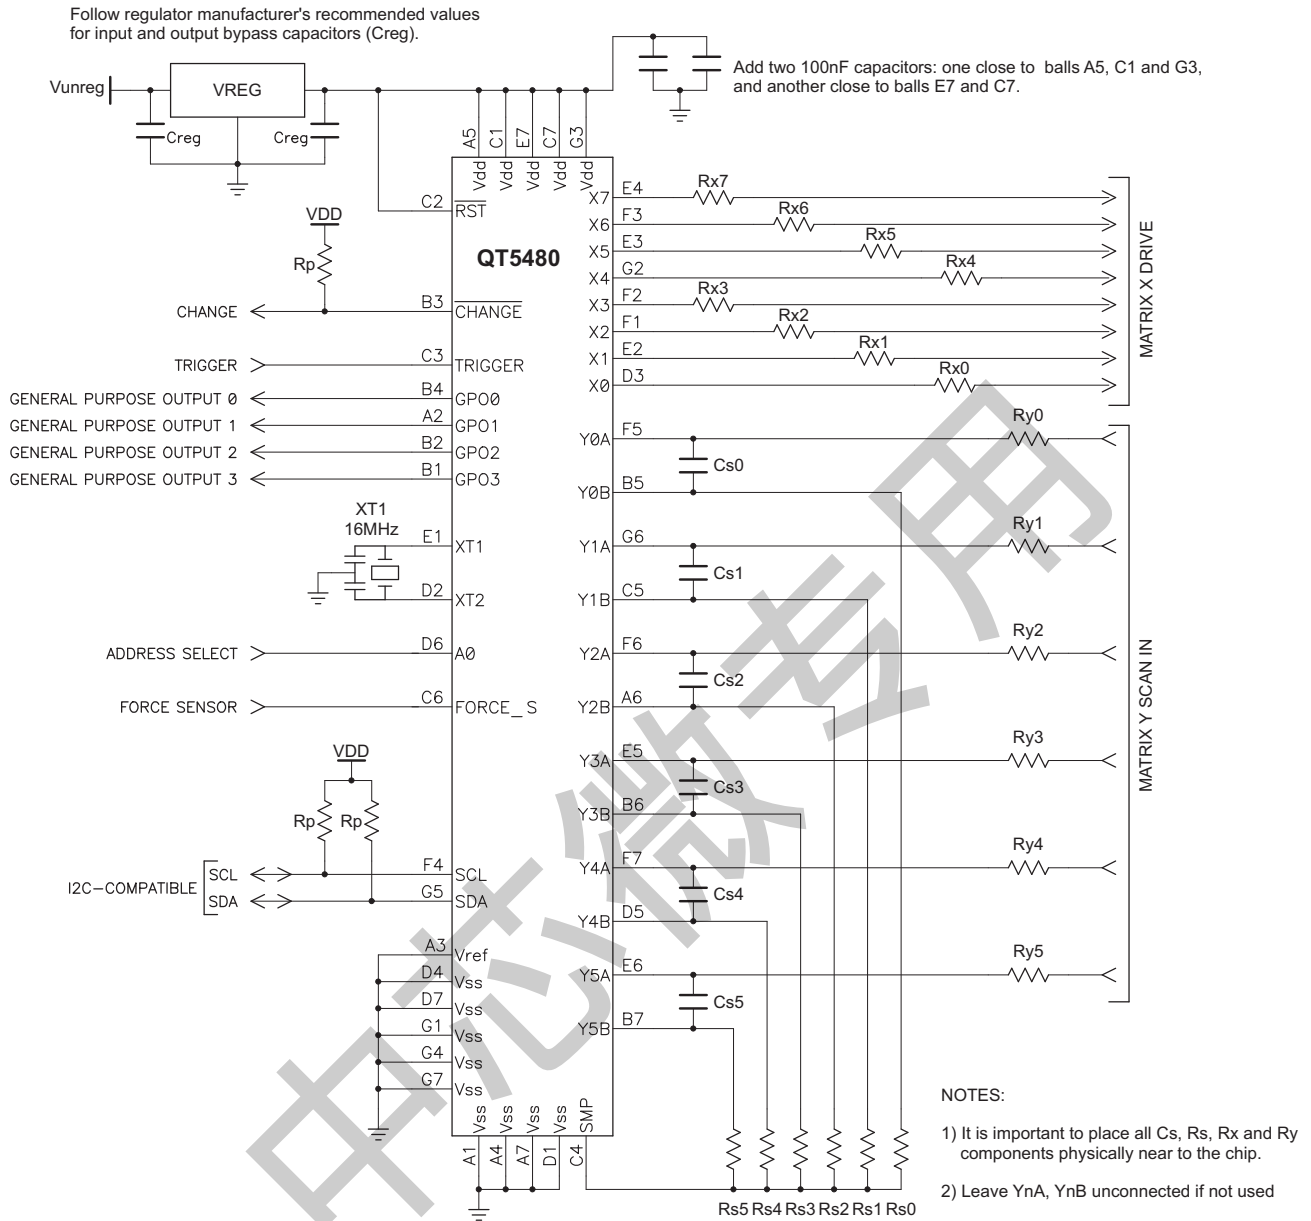 Follow regulator manufacturer's recommended values
for input and output bypass capacitors (Creg).
Vunreg
VREG
Creg
Creg
Add two 100nF capacitors: one close to balls A5, C1 and G3,
and another close to balls E7 and C7.
A5 C1 E7 C7 G3
Vdd Vdd Vdd Vdd Vdd
QT5480
C2 RST
VDD
Rp
CHANGE B3 CHANGE
TRIGGER C3 TRIGGER
GENERAL PURPOSE OUTPUT 0 B4 GPO0
GENERAL PURPOSE OUTPUT 1 A2 GPO1
GENERAL PURPOSE OUTPUT 2 B2 GPO2
GENERAL PURPOSE OUTPUT 3 B1 GPO3
XT1
16MHz
E1 XT1
D2 XT2
ADDRESS SELECT D6 A0
FORCE SENSOR C6 FORCE_S
VDD
Rp Rp
I2C-COMPATIBLE
SCL F4 SCL
SDA G5 SDA
A3 Vref
D4 Vss
D7 Vss
G1 Vss
G4 Vss
G7 Vss
Vss Vss Vss Vss SMP
A1 A4 A7 D1 C4
X7 E4 Rx7
X6 F3 Rx6
X5 E3 Rx5
X4 G2 Rx4
X3 F2 Rx3
X2 F1 Rx2
X1 E2 Rx1
X0 D3 Rx0
MATRIX X DRIVE
Y0A F5 Ry0
Cs0
Y0B B5
Y1A G6 Ry1
Cs1
Y1B C5
Y2A F6 Ry2
Cs2
Y2B A6
Y3A E5 Ry3
Cs3
Y3B B6
Y4A F7 Ry4
Cs4
Y4B D5
Y5A E6 Ry5
Cs5
Y5B B7
MATRIX Y SCAN IN
Rs5 Rs4 Rs3 Rs2 Rs1 Rs0
NOTES:
1) It is important to place all Cs, Rs, Rx and Ry
components physically near to the chip.
2) Leave YnA, YnB unconnected if not used
中芯微专用